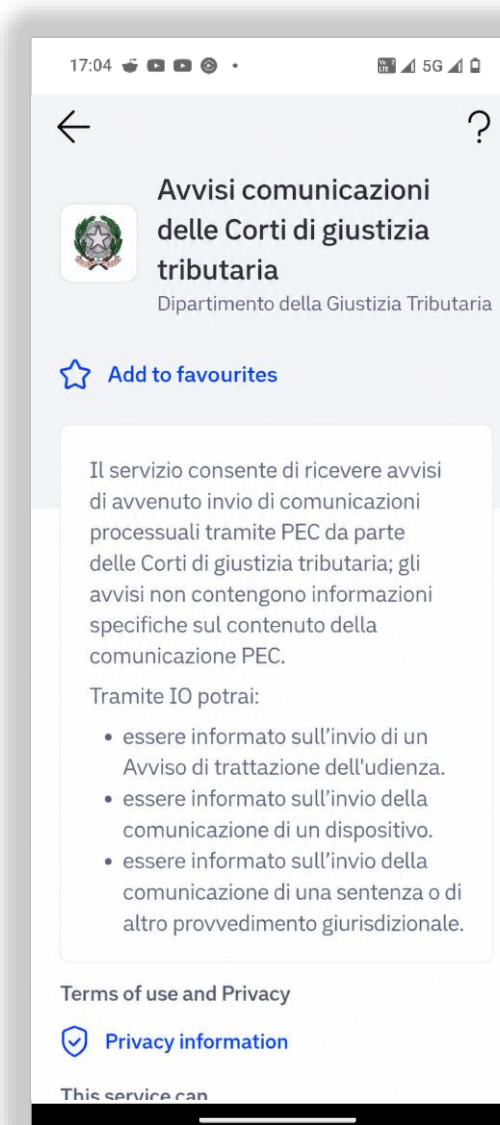 17:04
Vo LTE 5G
?
Avvisi comunicazioni
delle Corti di giustizia
tributaria
Dipartimento della Giustizia Tributaria
Add to favourites
Il servizio consente di ricevere avvisi
di avvenuto invio di comunicazioni
processuali tramite PEC da parte
delle Corti di giustizia tributaria; gli
avvisi non contengono informazioni
specifiche sul contenuto della
comunicazione PEC.
Tramite IO potrai:
• essere informato sull'invio di un
Avviso di trattazione dell'udienza.
• essere informato sull'invio della
comunicazione di un dispositivo.
• essere informato sull'invio della
comunicazione di una sentenza o di
altro provvedimento giurisdizionale.
Terms of use and Privacy
Privacy information
This service can